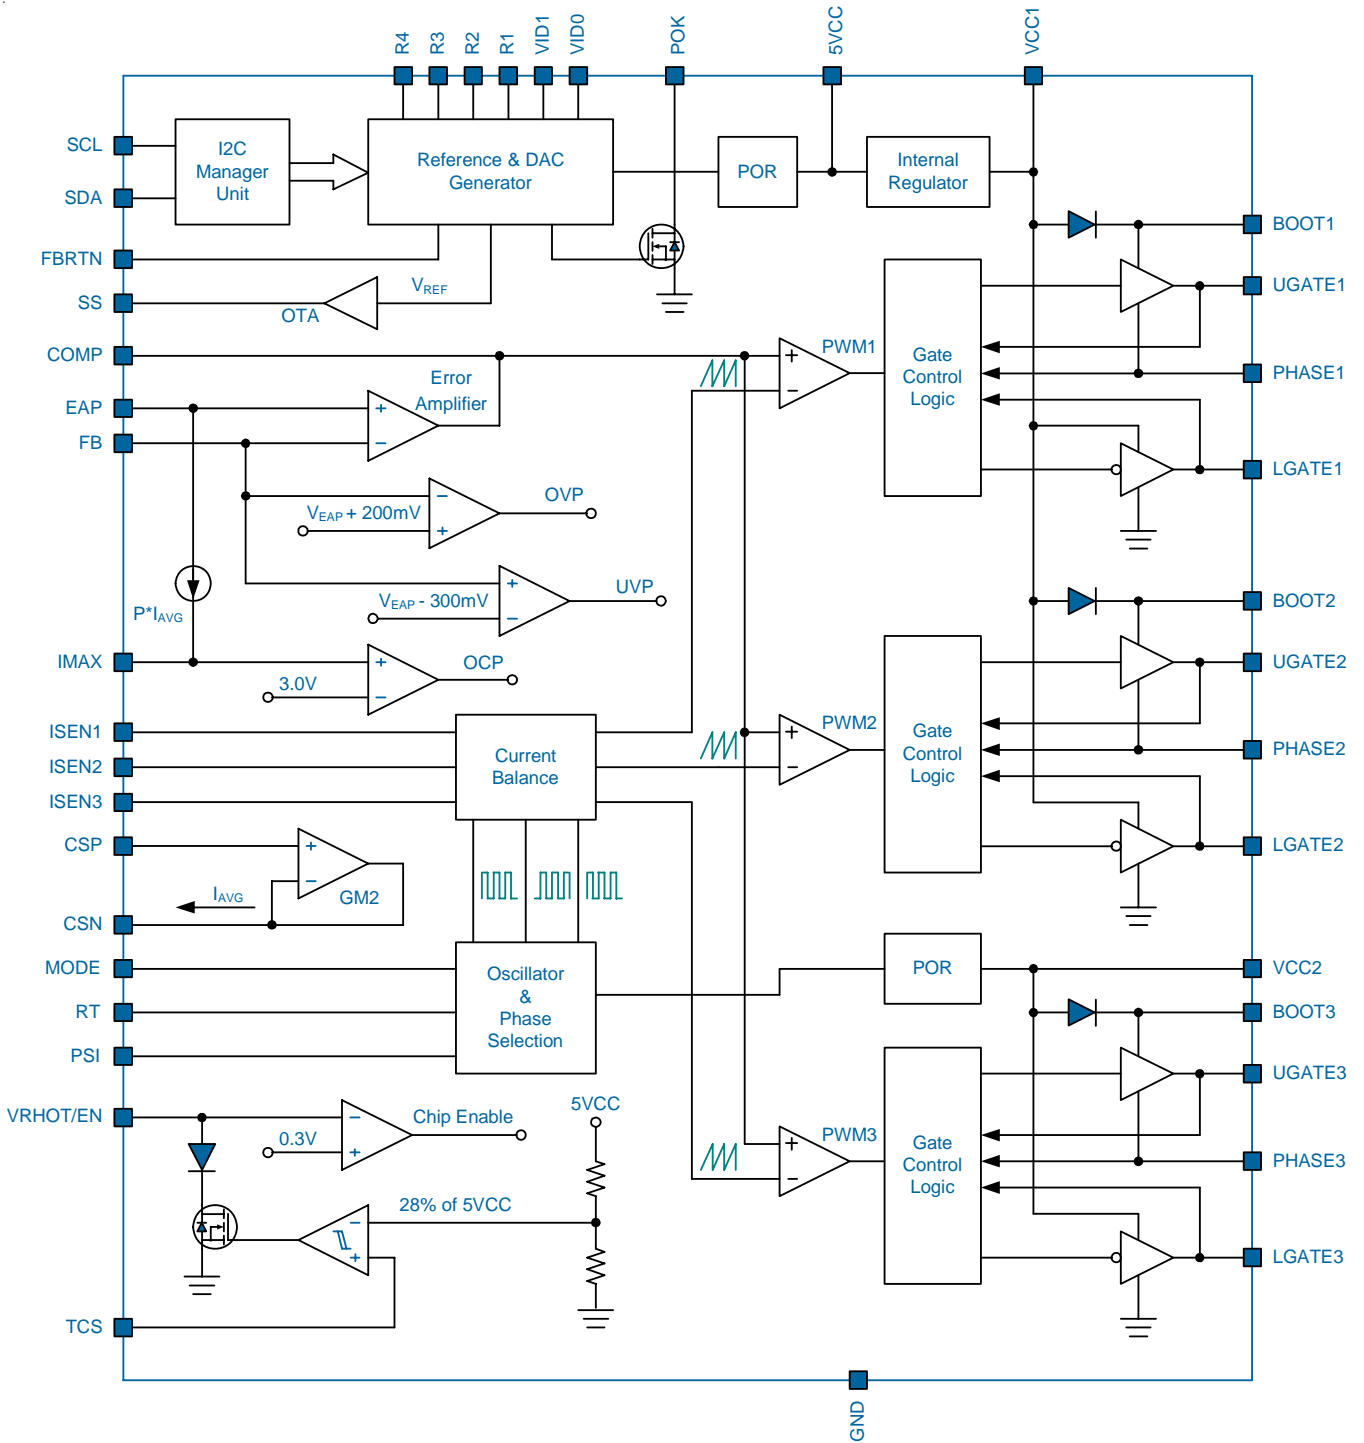 R4
R3
R2
R1
VID1
VID0
POK
5VCC
VCC1
SCL
SDA
I2C
Manager
Unit
Reference & DAC
Generator
POR
Internal
Regulator
BOOT1
FBRTN
VREF
UGATE1
SS
OTA
COMP
PWM1
Gate
Control
Logic
PHASE1
Error
Amplifier
+
−
EAP
+
−
FB
LGATE1
OVP
−
+
VEAP + 200mV
UVP
+
−
VEAP - 300mV
P*IAVG
BOOT2
IMAX
OCP
+
−
3.0V
UGATE2
ISEN1
ISEN2
ISEN3
Current
Balance
PWM2
+
−
Gate
Control
Logic
PHASE2
CSP
+
−
GM2
IAVG
CSN
LGATE2
MODE
RT
PSI
Oscillator
&
Phase
Selection
POR
VCC2
BOOT3
UGATE3
VRHOT/EN
−
+
0.3V
Chip Enable
5VCC
PWM3
+
−
Gate
Control
Logic
PHASE3
28% of 5VCC
−
+
LGATE3
TCS
GND